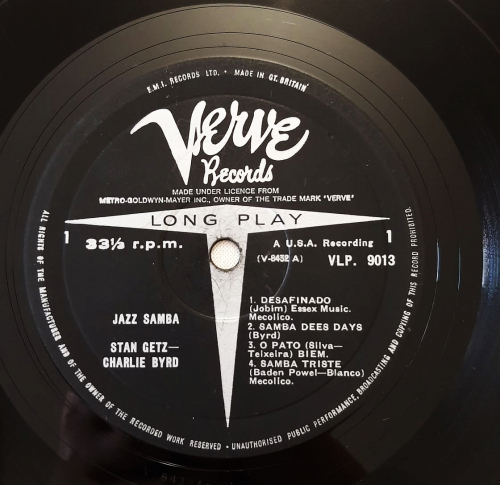 E.M.I. RECORDS LTD. • MADE IN GT. BRITAIN
Verve
Records
MADE UNDER LICENCE FROM
METRO-GOLDWYN-MAYER INC., OWNER OF THE TRADE MARK "VERVE"
LONG PLAY
1 33⅓ r.p.m. A U.S.A. Recording 1
(V-8432 A) VLP. 9013
JAZZ SAMBA
STAN GETZ—
CHARLIE BYRD
1. DESAFINADO
(Jobim) Essex Music.
Mecolico.
2. SAMBA DEES DAYS
(Byrd)
3. O PATO (Silva—
Teixeira) BIEM.
4. SAMBA TRISTE
(Baden Powel—Blanco)
Mecolico.
ALL RIGHTS OF THE MANUFACTURER AND OF THE OWNER OF THE RECORDED WORK RESERVED • UNAUTHORISED PUBLIC PERFORMANCE, BROADCASTING AND COPYING OF THIS RECORD PROHIBITED.